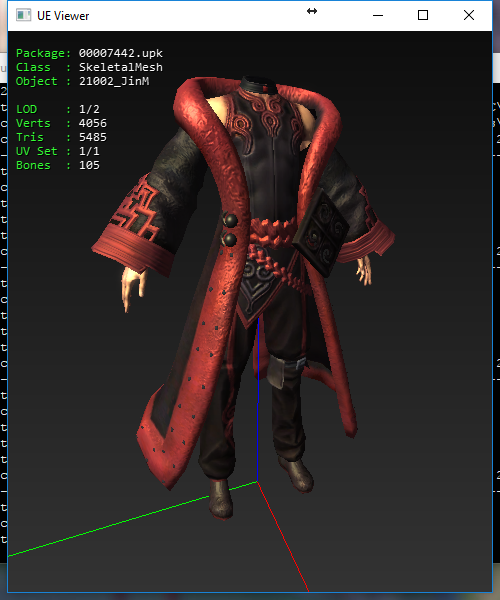 UE Viewer
Package: 00007442.upk
Class : SkeletalMesh
Object : 21002_JinM
LOD : 1/2
Verts : 4056
Tris : 5485
UV Set : 1/1
Bones : 105